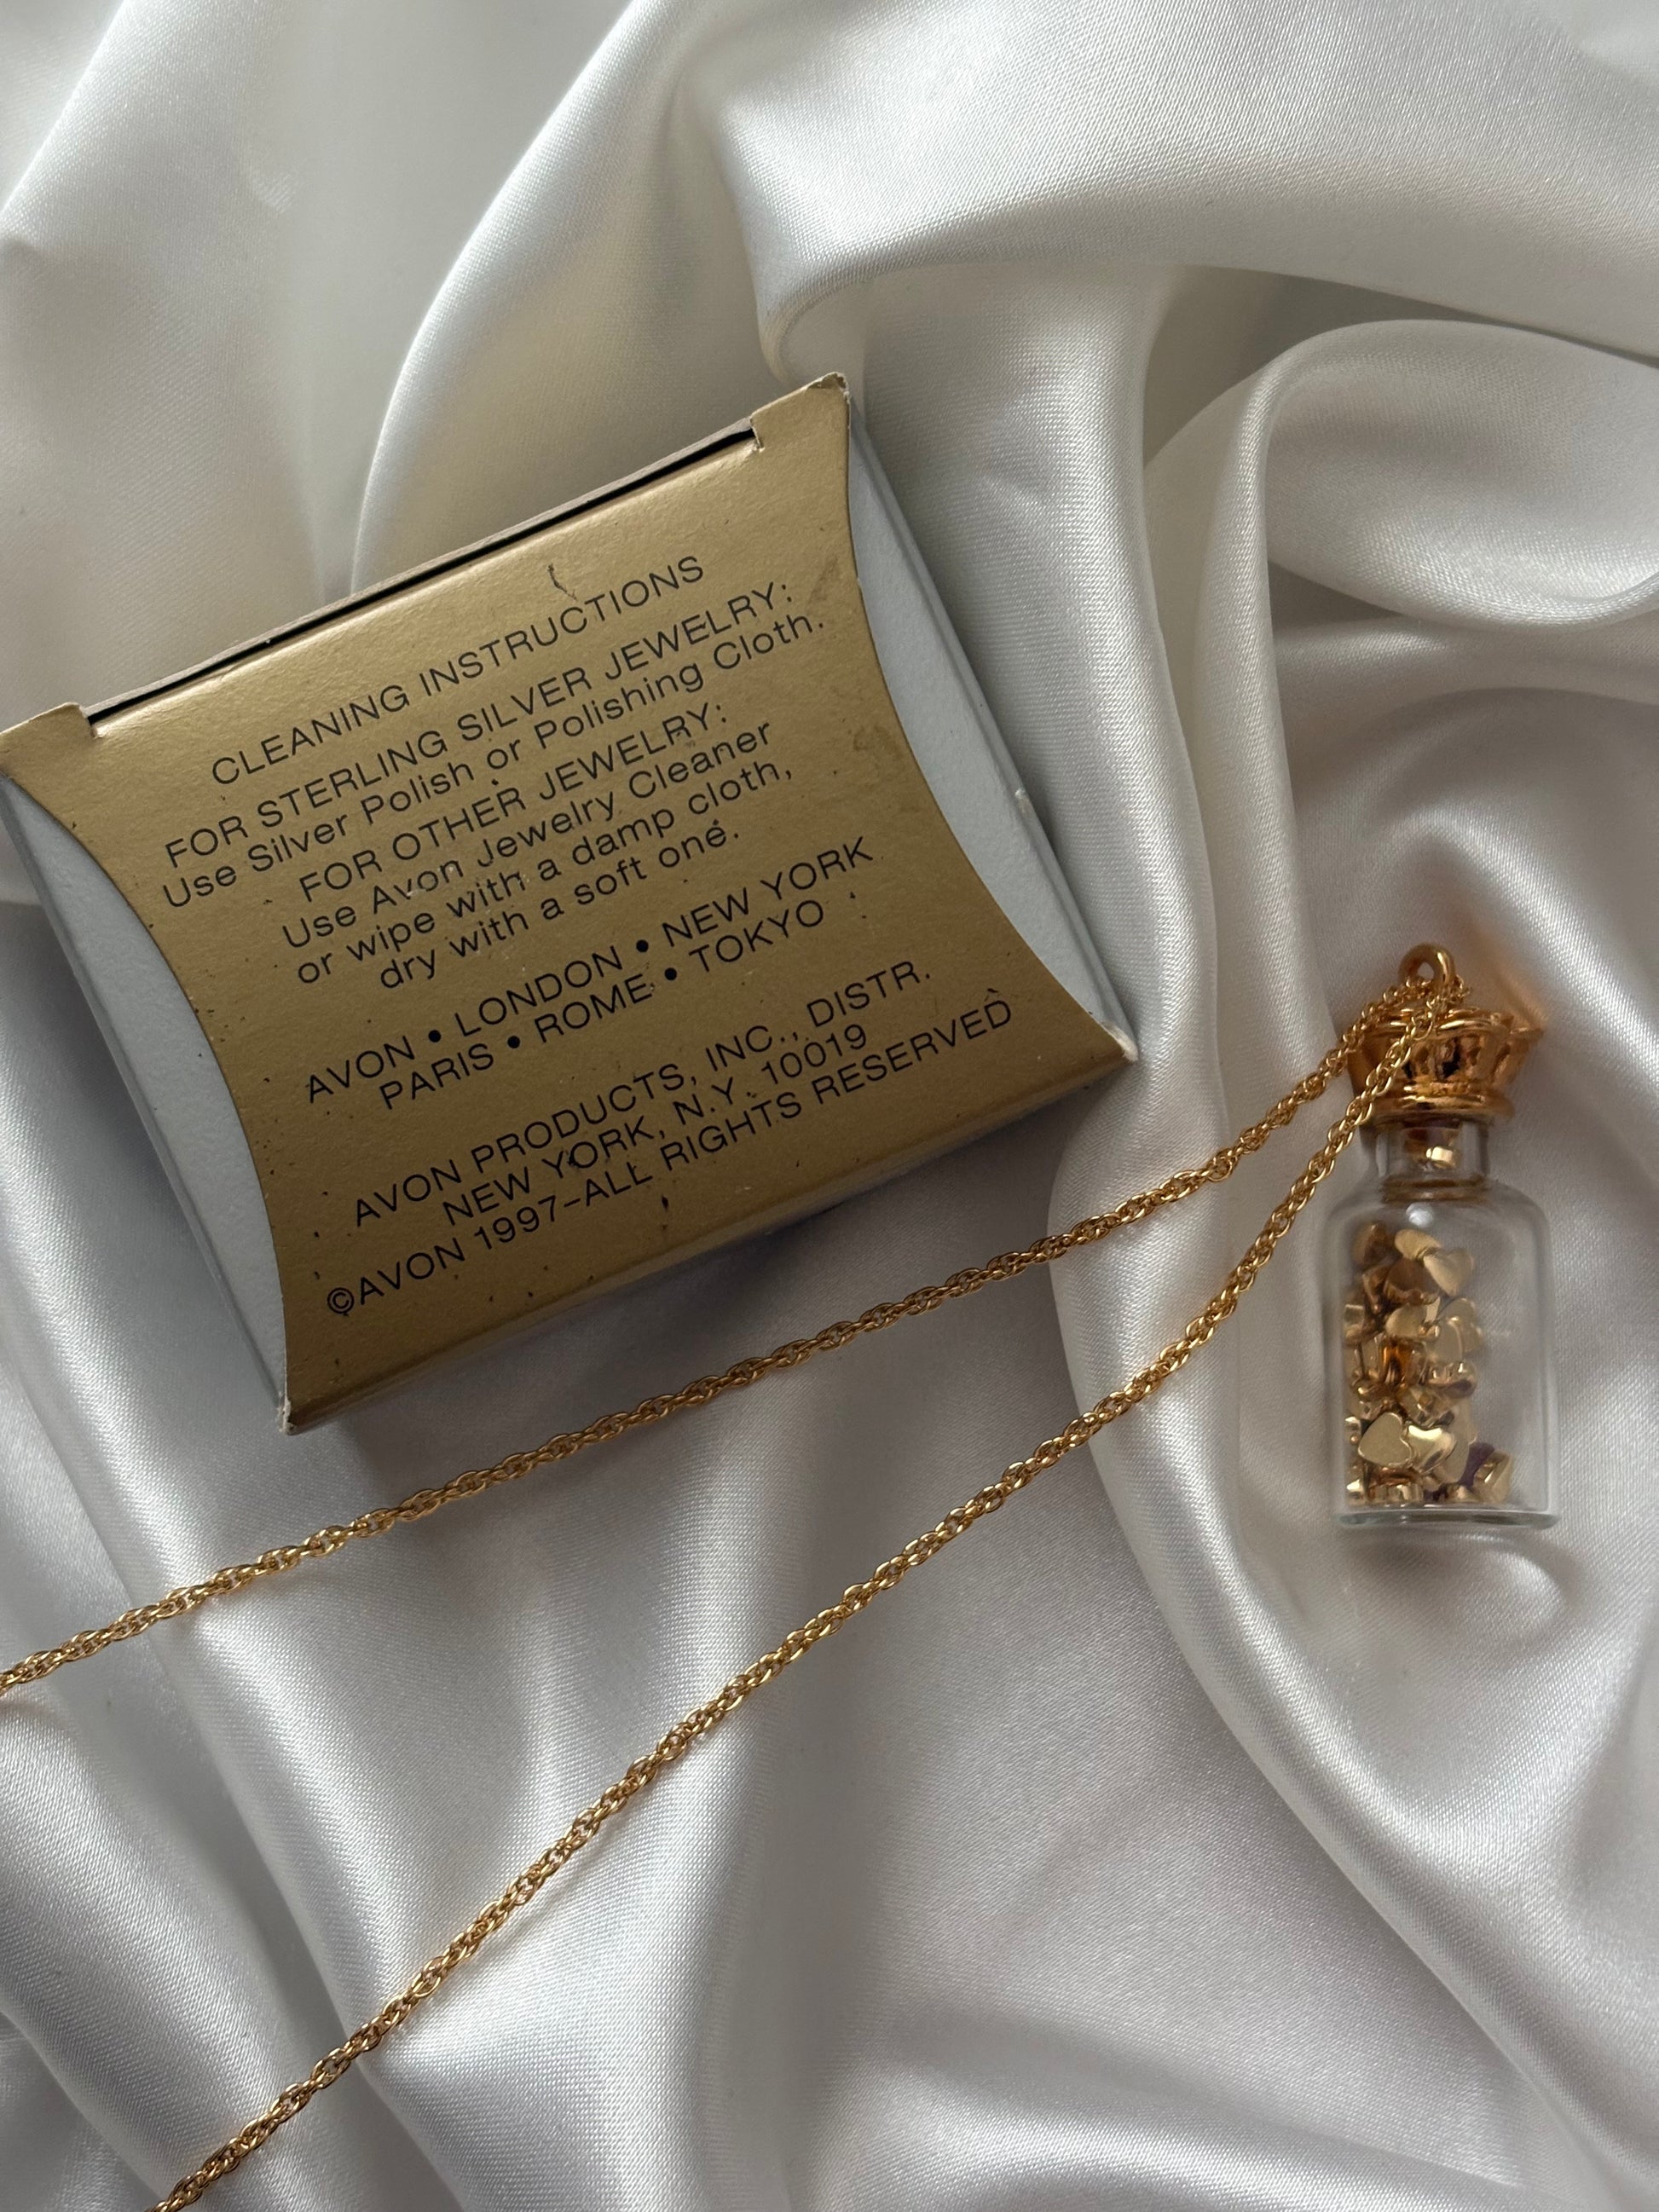 CLEANING INSTRUCTIONS
FOR STERLING SILVER JEWELRY:
Use Silver Polish or Polishing Cloth.
FOR OTHER JEWELRY:
Use Avon Jewelry Cleaner
or wipe with a damp cloth,
dry with a soft one.
AVON • LONDON • NEW YORK
PARIS • ROME • TOKYO
AVON PRODUCTS, INC., DISTR.
NEW YORK, N.Y. 10019
©AVON 1997–ALL RIGHTS RESERVED